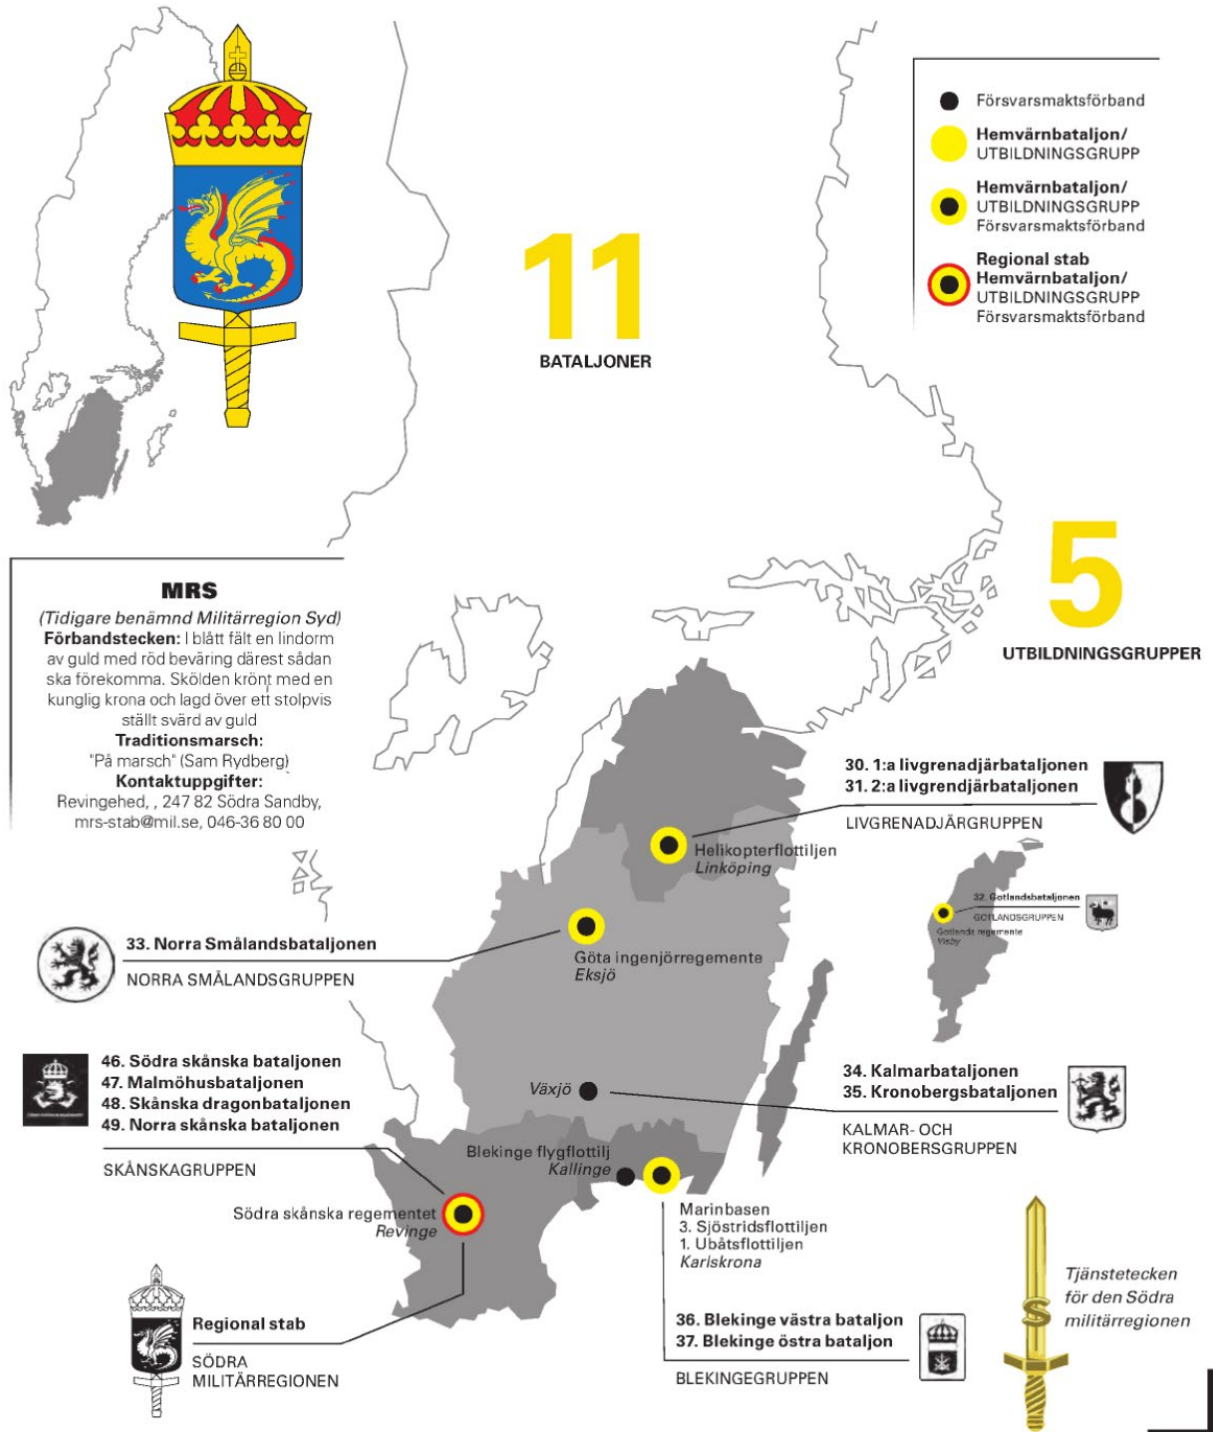 11
BATALJONER
Försvarsmaktsförband
Hemvärnbataljon/
UTBILDNINGSGRUPP
Hemvärnbataljon/
UTBILDNINGSGRUPP
Försvarsmaktsförband
Regional stab
Hemvärnbataljon/
UTBILDNINGSGRUPP
Försvarsmaktsförband
5
UTBILDNINGSGRUPPER
MRS
(Tidigare benämnd Militärregion Syd)
Förbandstecken: I blått fält en lindorm
av guld med röd beväring därest sådan
ska förekomma. Skölden krönt med en
kunglig krona och lagd över ett stolpvis
ställt svärd av guld
Traditionsmarsch:
"På marsch" (Sam Rydberg)
Kontaktuppgifter:
Revingehed, , 247 82 Södra Sandby,
mrs-stab@mil.se, 046-36 80 00
30. 1:a livgrenadjärbataljonen
31. 2:a livgrendjärbataljonen
LIVGRENADJÄRGRUPPEN
Helikopterflottiljen
Linköping
32. Gotlandsbataljonen
GOTLANDSGRUPPEN
Gotlands regemente
Visby
33. Norra Smålandsbataljonen
NORRA SMÅLANDSGRUPPEN
Göta ingenjörregemente
Eksjö
46. Södra skånska bataljonen
47. Malmöhusbataljonen
48. Skånska dragonbataljonen
49. Norra skånska bataljonen
SKÅNSKAGRUPPEN
Växjö
34. Kalmarbataljonen
35. Kronobergsbataljonen
KALMAR- OCH
KRONOBERSGRUPPEN
Blekinge flygflottilj
Kallinge
Södra skånska regementet
Revinge
Marinbasen
3. Sjöstridsflottiljen
1. Ubåtsflottiljen
Karlskrona
Regional stab
SÖDRA
MILITÄRREGIONEN
36. Blekinge västra bataljon
37. Blekinge östra bataljon
BLEKINGEGRUPPEN
S
Tjänstetecken
för den Södra
militärregionen